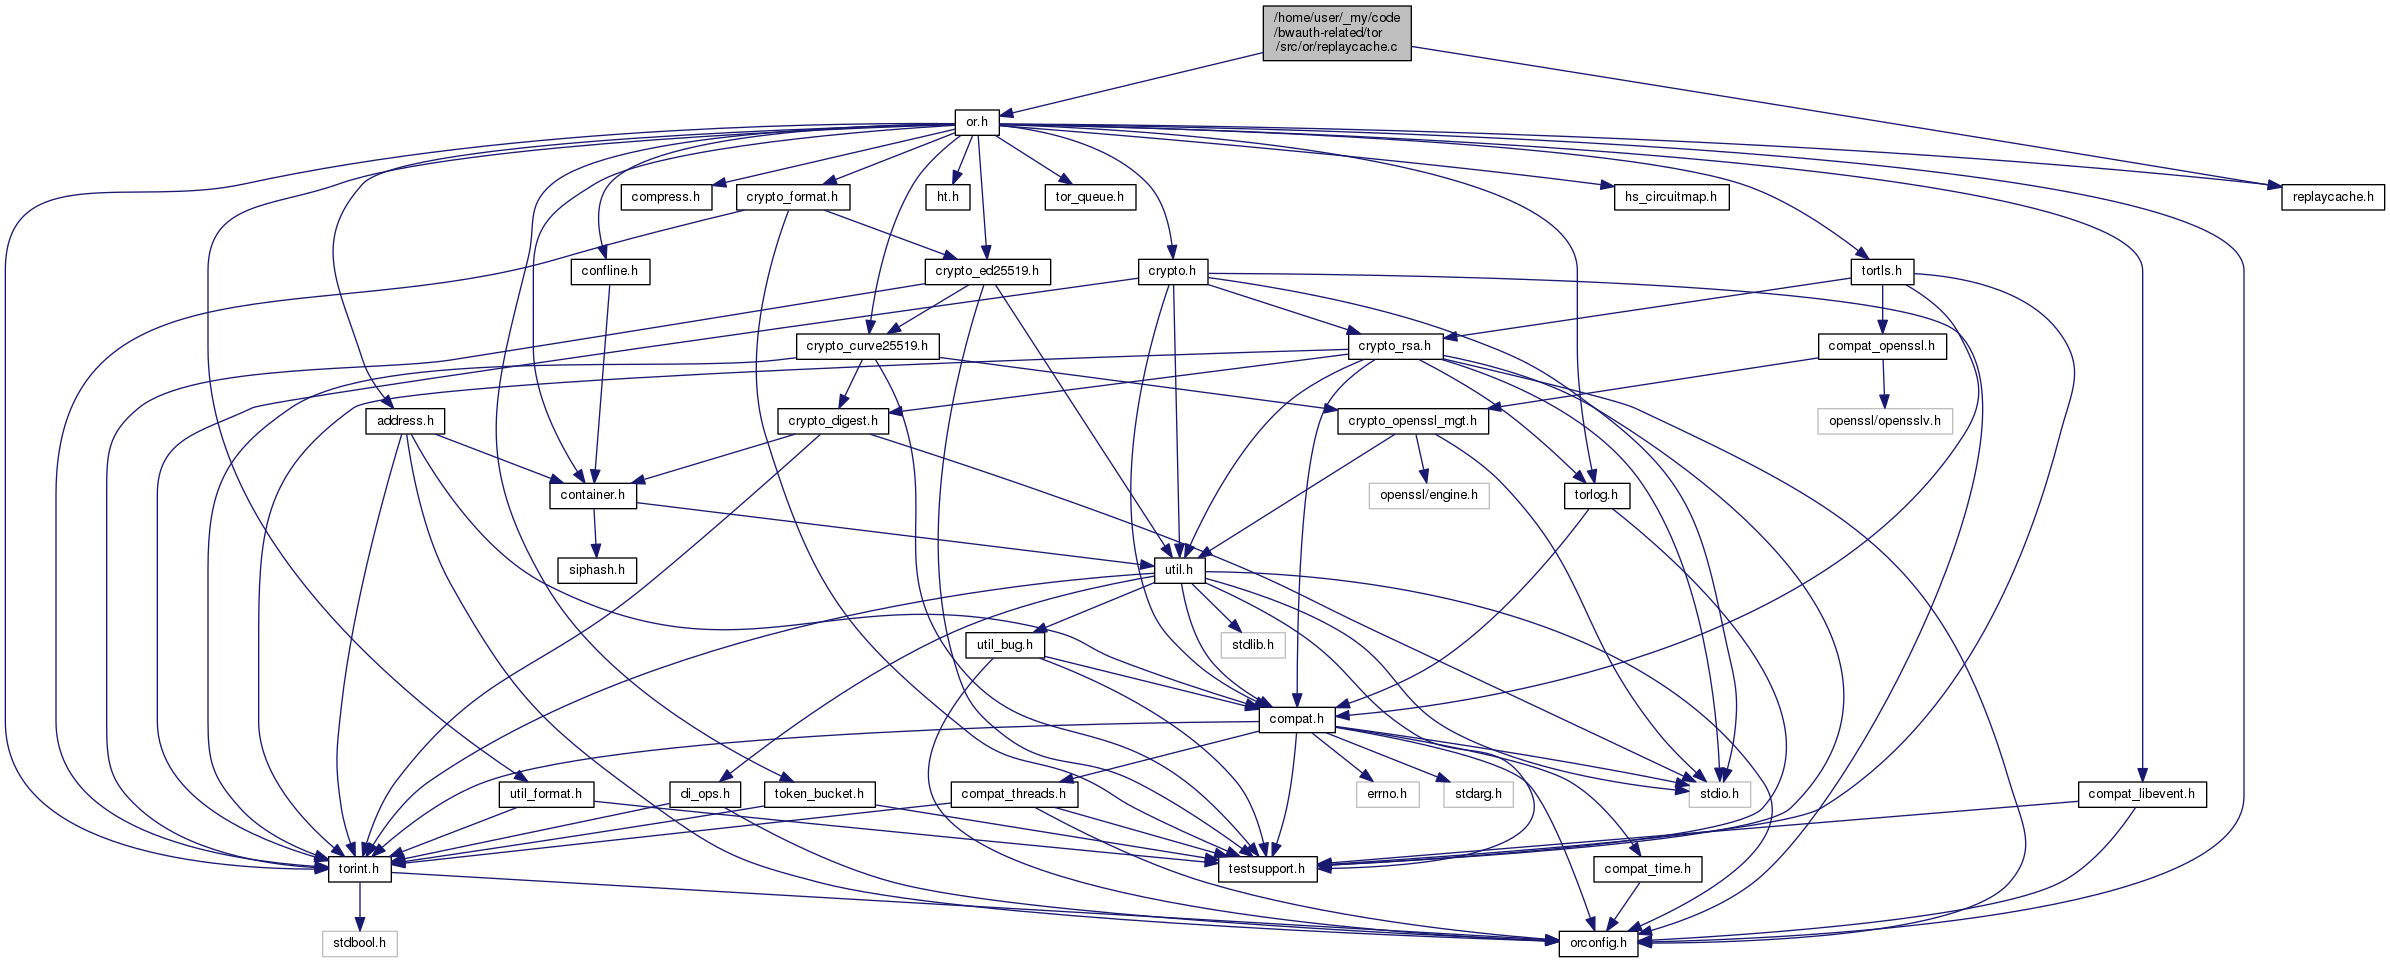 /home/user/_my/code
/bwauth-related/tor
/src/or/replaycache.c
or.h
compress.h
crypto_format.h
ht.h
tor_queue.h
hs_circuitmap.h
replaycache.h
confline.h
crypto_ed25519.h
crypto.h
tortls.h
crypto_curve25519.h
crypto_rsa.h
compat_openssl.h
address.h
crypto_digest.h
crypto_openssl_mgt.h
openssl/opensslv.h
container.h
openssl/engine.h
torlog.h
siphash.h
util.h
util_bug.h
stdlib.h
compat.h
util_format.h
di_ops.h
token_bucket.h
compat_threads.h
errno.h
stdarg.h
stdio.h
compat_libevent.h
torint.h
testsupport.h
compat_time.h
stdbool.h
orconfig.h